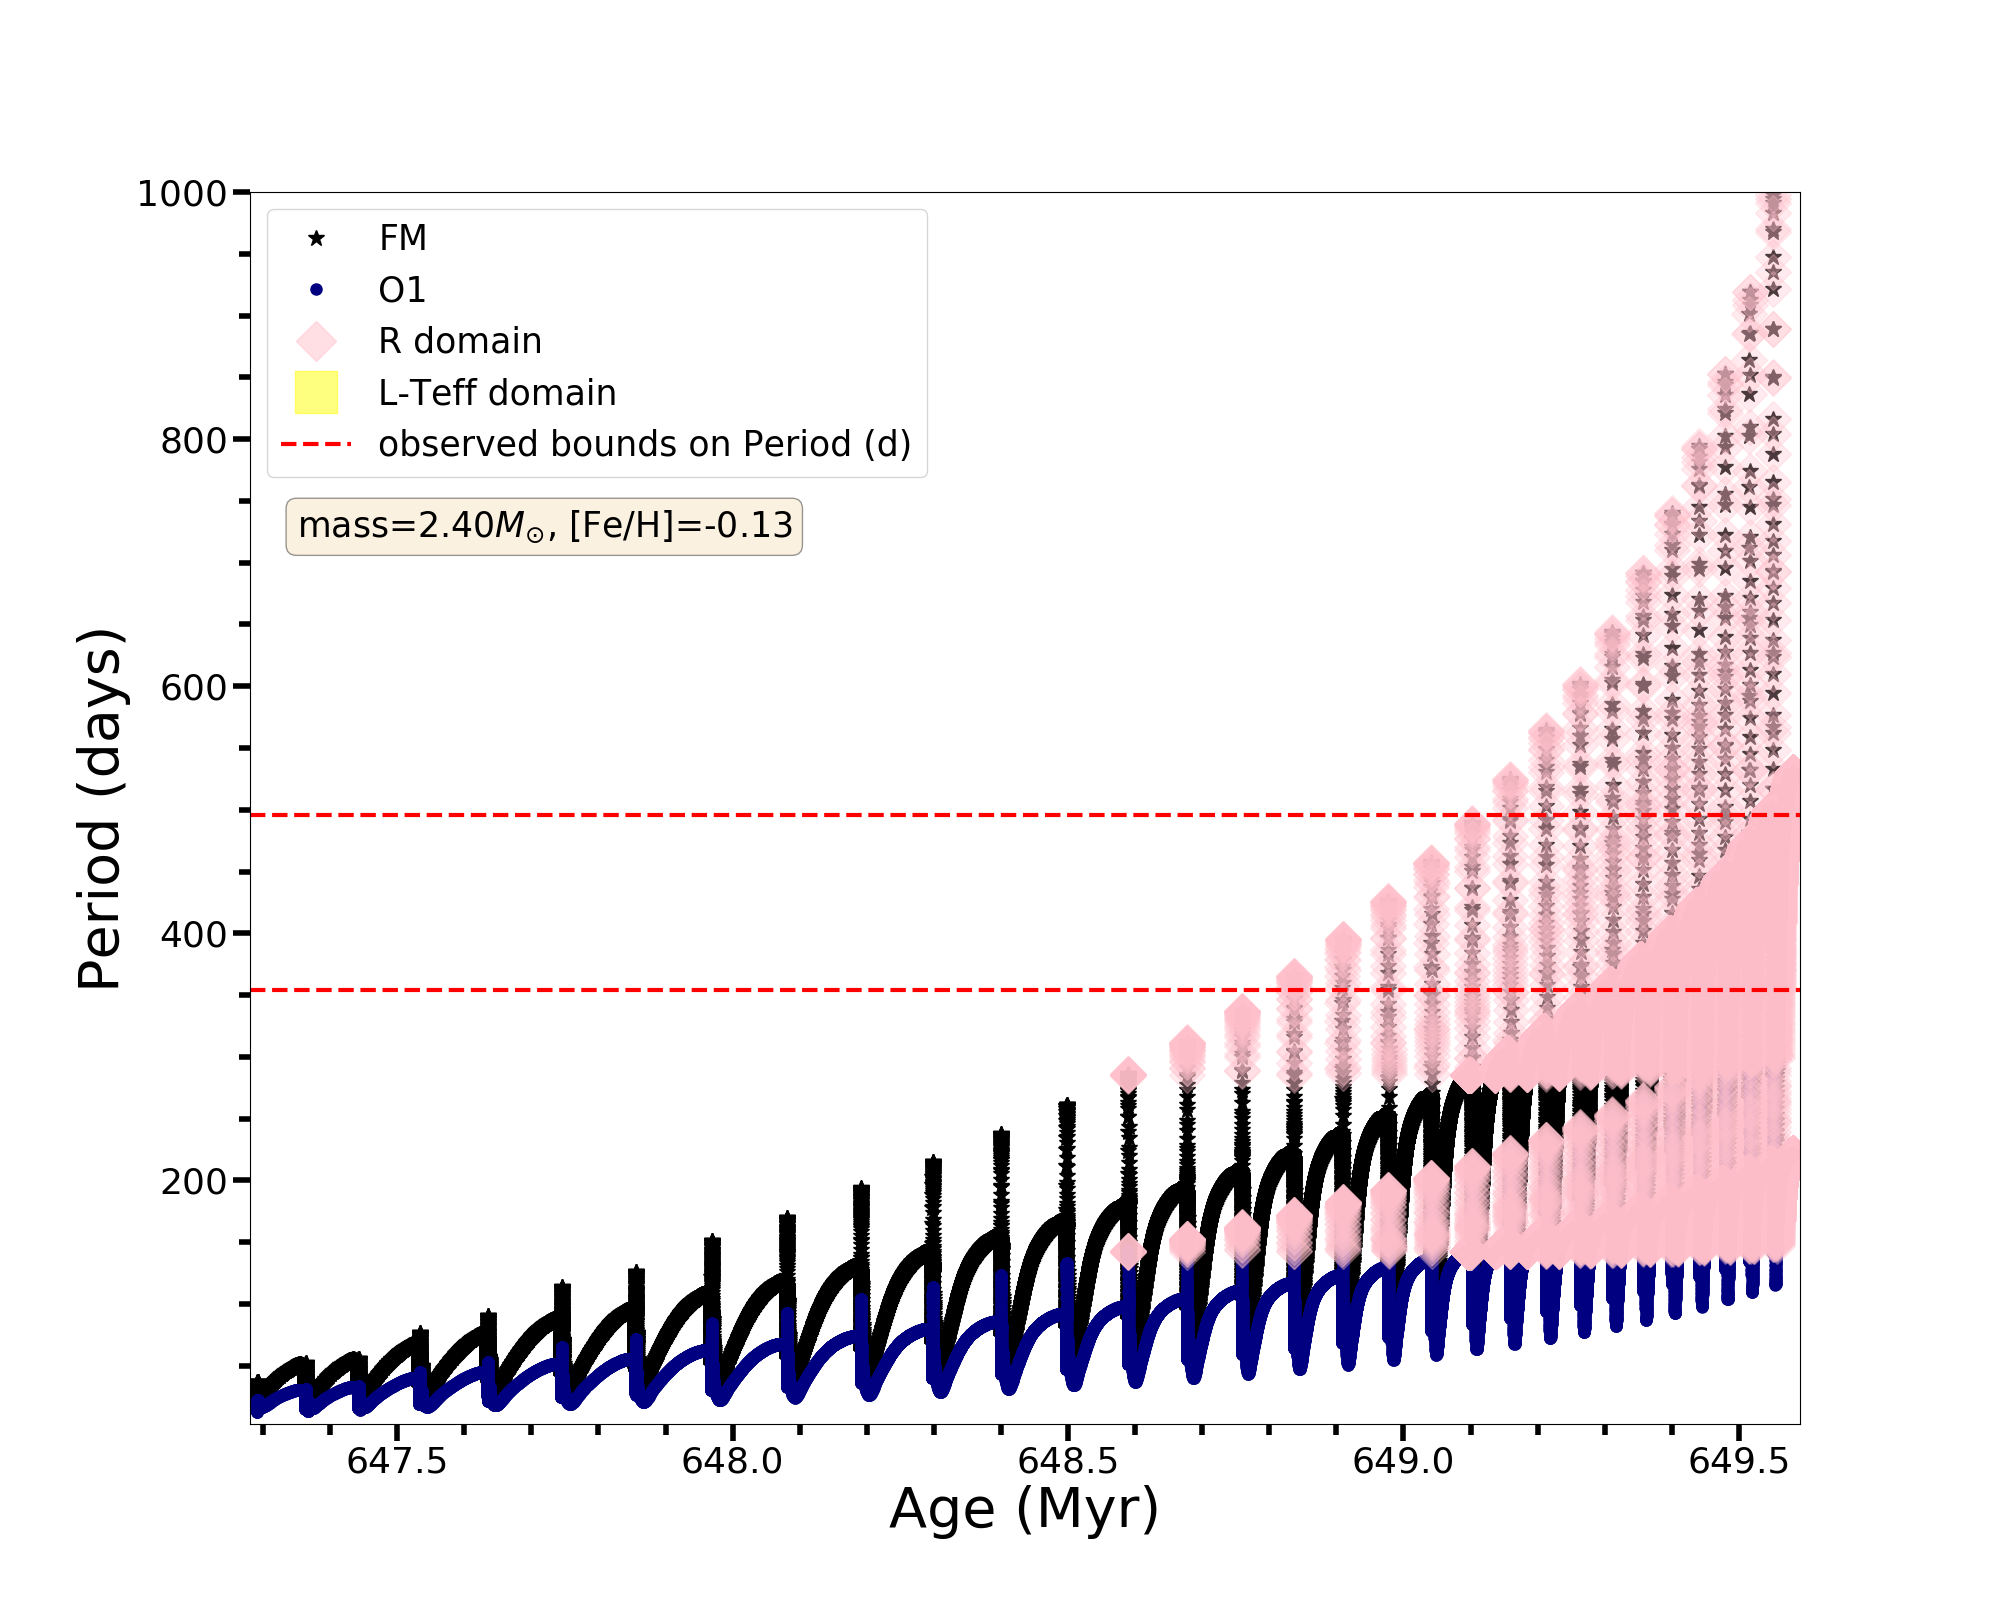 1000
800
600
400
200
Period (days)
FM
O1
R domain
L-Teff domain
observed bounds on Period (d)
mass=2.40M☉, [Fe/H]=-0.13
647.5 648.0 648.5 649.0 649.5
Age (Myr)